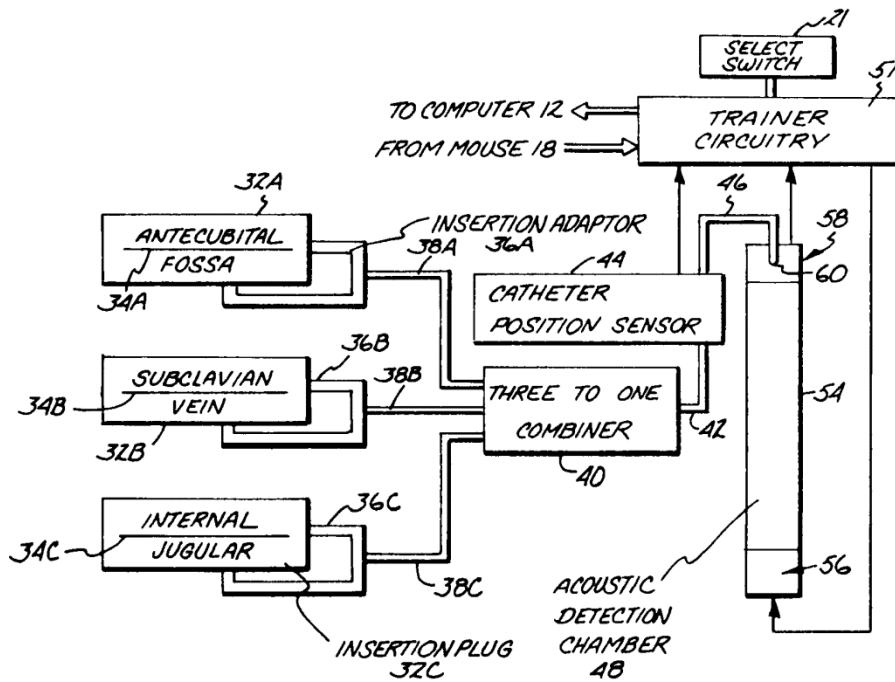 21
SELECT
SWITCH
51
TO COMPUTER 12
TRAINER
CIRCUITRY
FROM MOUSE 18
32A
46
INSERTION ADAPTOR
36A
38A
58
ANTECUBITAL
FOSSA
34A
44
60
CATHETER
POSITION SENSOR
36B
SUBCLAVIAN
VEIN
38B
34B
32B
THREE TO ONE
COMBINER
54
42
40
36C
INTERNAL
JUGULAR
34C
38C
56
ACOUSTIC
DETECTION
CHAMBER
48
INSERTION PLUG
32C